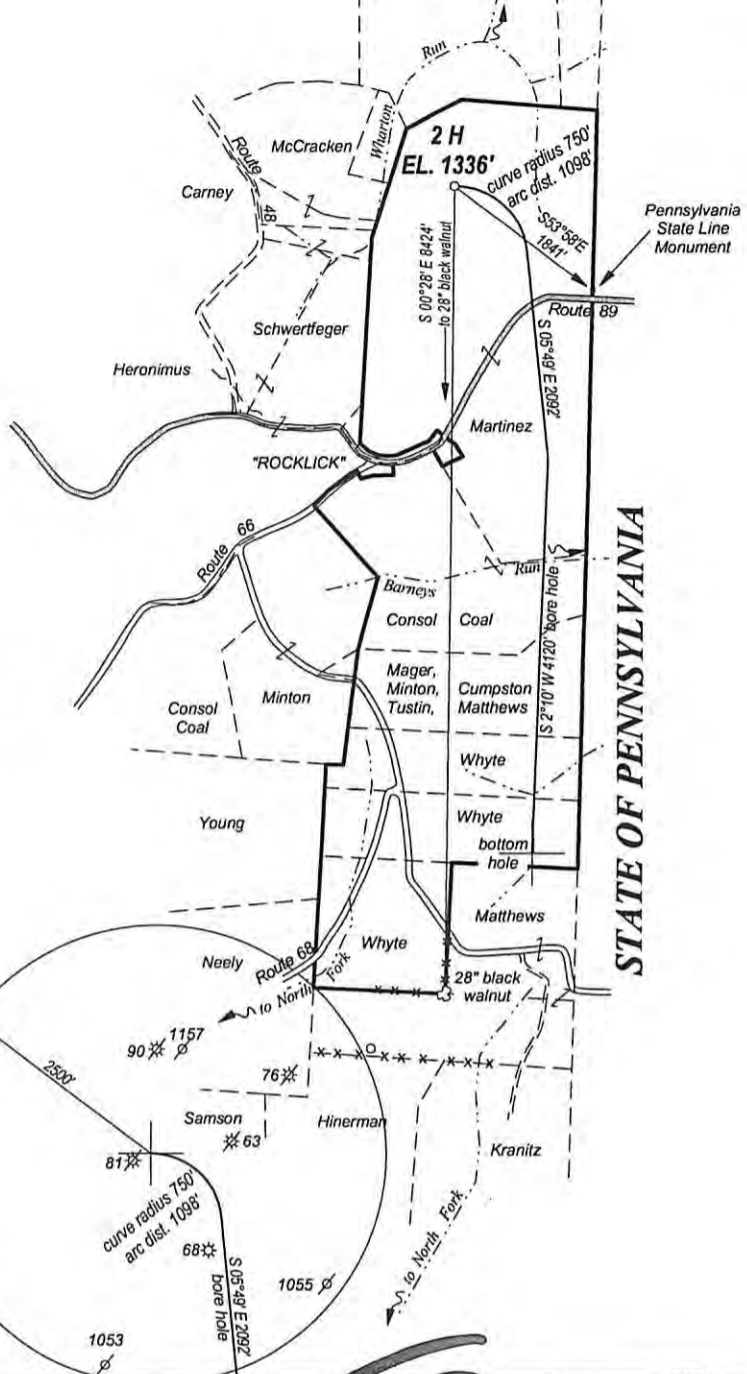 Run
McCracken
Wharton
2 H
EL. 1336'
curve radius 750'
arc dist. 1098'
Route
48
Carney
Pennsylvania
State Line
Monument
S53°58'E
1841'
S 00°28' E 8424'
to 28" black walnut
Route 89
Schwertfeger
Heronimus
S 05°49' E 2092'
Martinez
"ROCKLICK"
Route 66
Run
Barneys
Consol Coal
S 2°10' W 4120' bore hole
STATE OF PENNSYLVANIA
Mager,
Minton,
Tustin,
Cumpston
Matthews
Minton
Consol
Coal
Whyte
Whyte
Young
bottom
hole
Matthews
Whyte
Neely
Route 68
Fork
to North
28" black
walnut
90
1157
2500'
76
Samson
Hinerman
63
Kranitz
81
curve radius 750'
arc dist. 1098'
68
S 05°49' E 2092'
bore hole
to North Fork
1055
1053